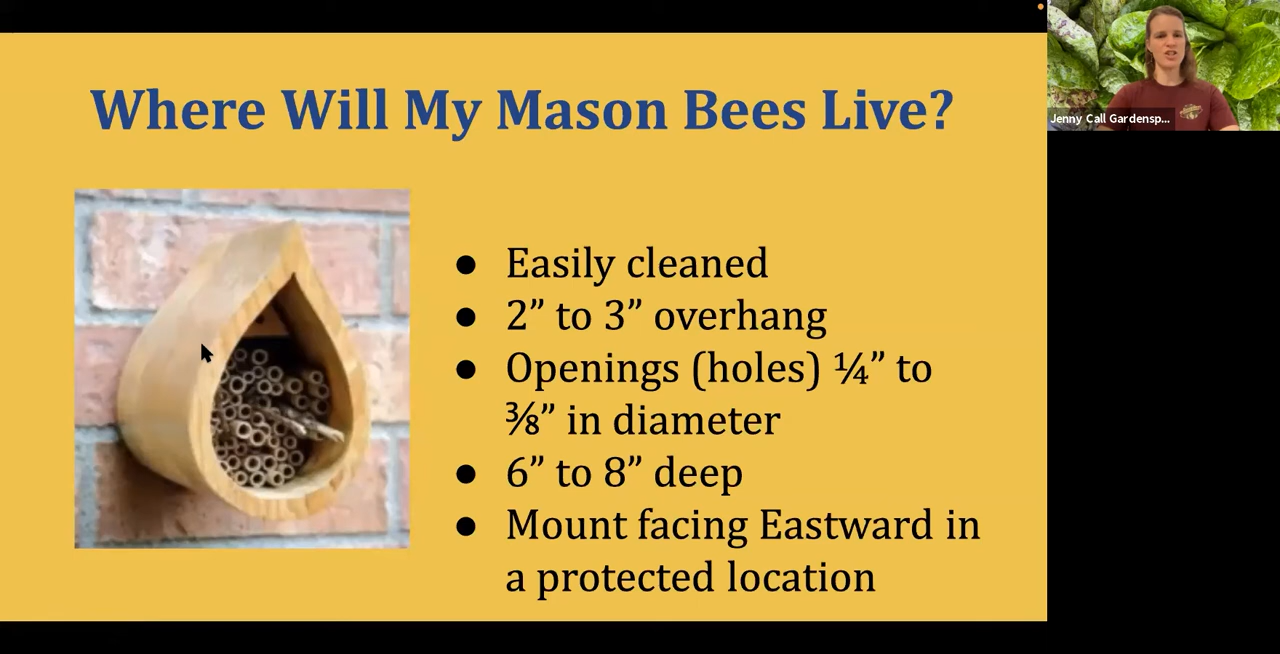 Where Will My Mason Bees Live?
● Easily cleaned
● 2” to 3” overhang
● Openings (holes) ¼” to
⅜” in diameter
● 6” to 8” deep
● Mount facing Eastward in
a protected location
Jenny Call Gardensp...